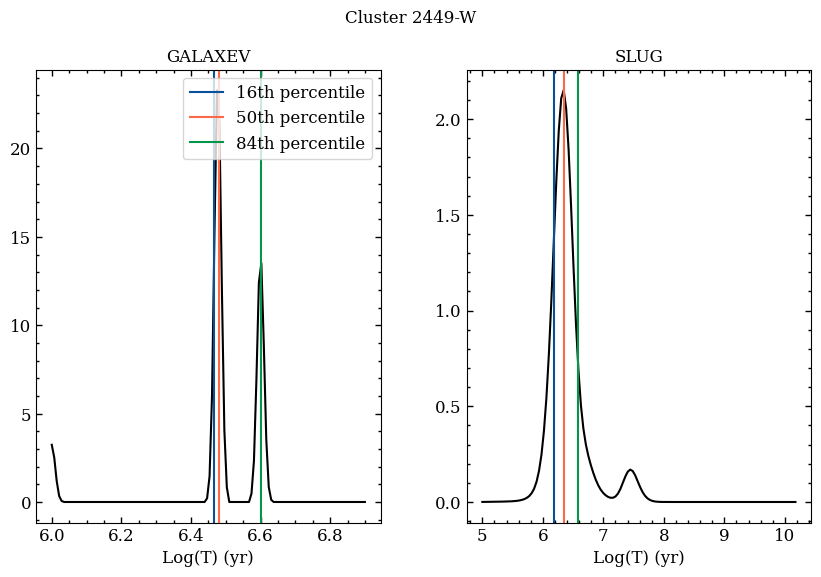 Cluster 2449-W
GALAXEV
16th percentile
50th percentile
84th percentile
20
15
10
5
0
6.0 6.2 6.4 6.6 6.8
Log(T) (yr)
SLUG
2.0
1.5
1.0
0.5
0.0
5 6 7 8 9 10
Log(T) (yr)